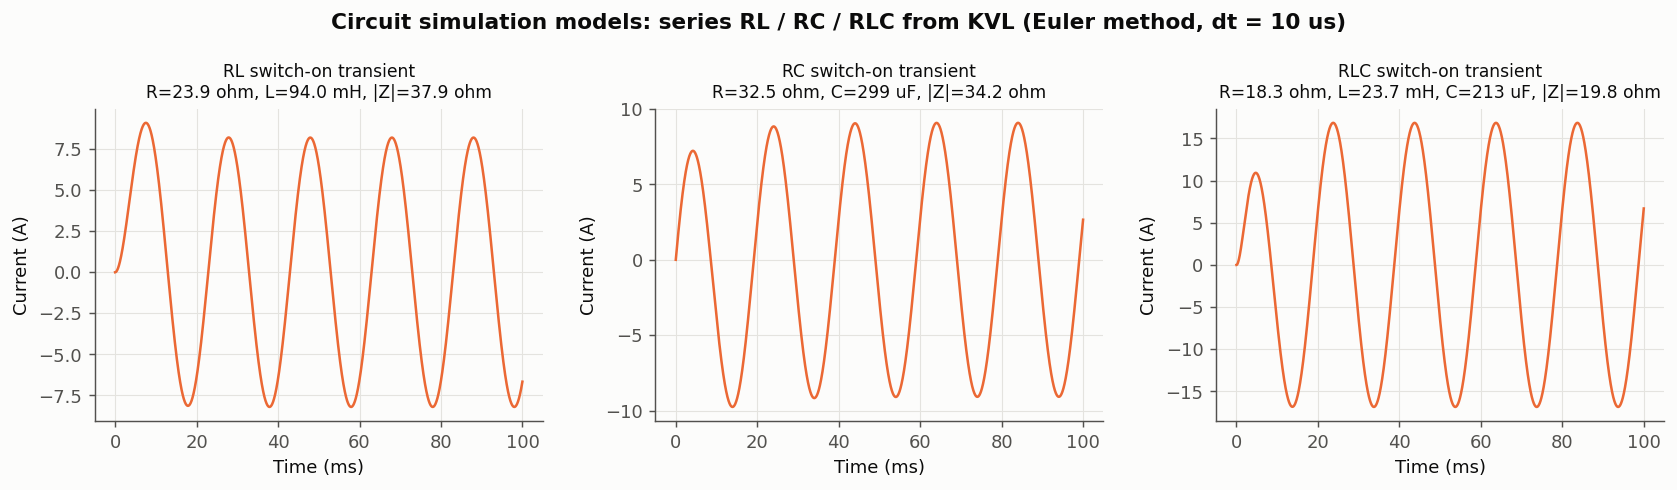 Circuit simulation models: series RL / RC / RLC from KVL (Euler method, dt = 10 us)
RL switch-on transient
R=23.9 ohm, L=94.0 mH, |Z|=37.9 ohm
7.5
5.0
2.5
0.0
−2.5
−5.0
−7.5
Current (A)
0 20 40 60 80 100
Time (ms)
RC switch-on transient
R=32.5 ohm, C=299 uF, |Z|=34.2 ohm
10
5
0
−5
−10
Current (A)
0 20 40 60 80 100
Time (ms)
RLC switch-on transient
R=18.3 ohm, L=23.7 mH, C=213 uF, |Z|=19.8 ohm
15
10
5
0
−5
−10
−15
Current (A)
0 20 40 60 80 100
Time (ms)